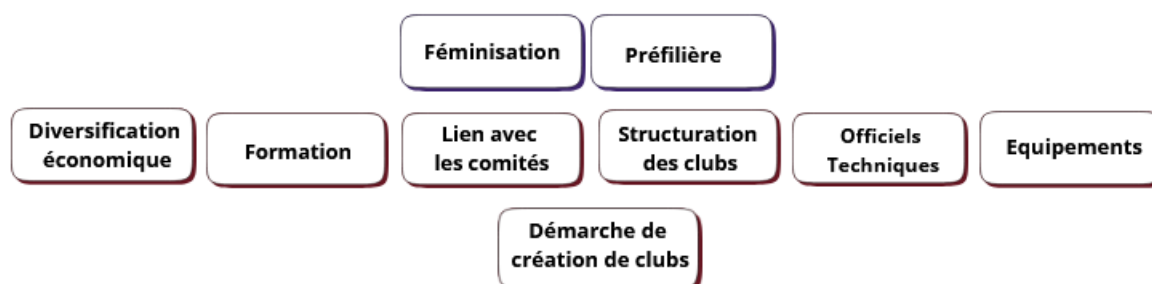 Féminisation
Préfilière
Diversification
économique
Formation
Lien avec
les comités
Structuration
des clubs
Officiels
Techniques
Equipements
Démarche de
création de clubs